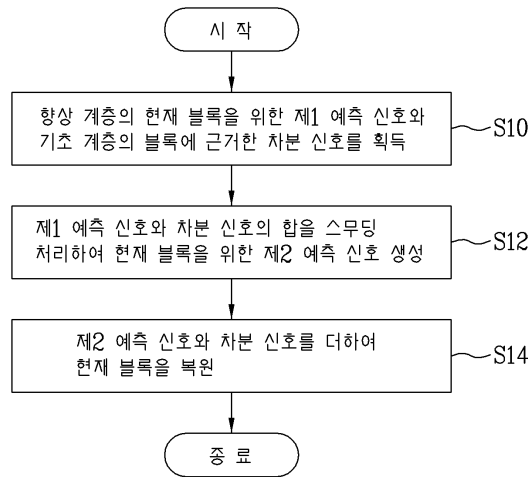 시 작
향상 계층의 현재 블록을 위한 제1 예측 신호와
기초 계층의 블록에 근거한 차분 신호를 획득
S10
제1 예측 신호와 차분 신호의 합을 스무딩
처리하여 현재 블록을 위한 제2 예측 신호 생성
S12
제2 예측 신호와 차분 신호를 더하여
현재 블록을 복원
S14
종 료